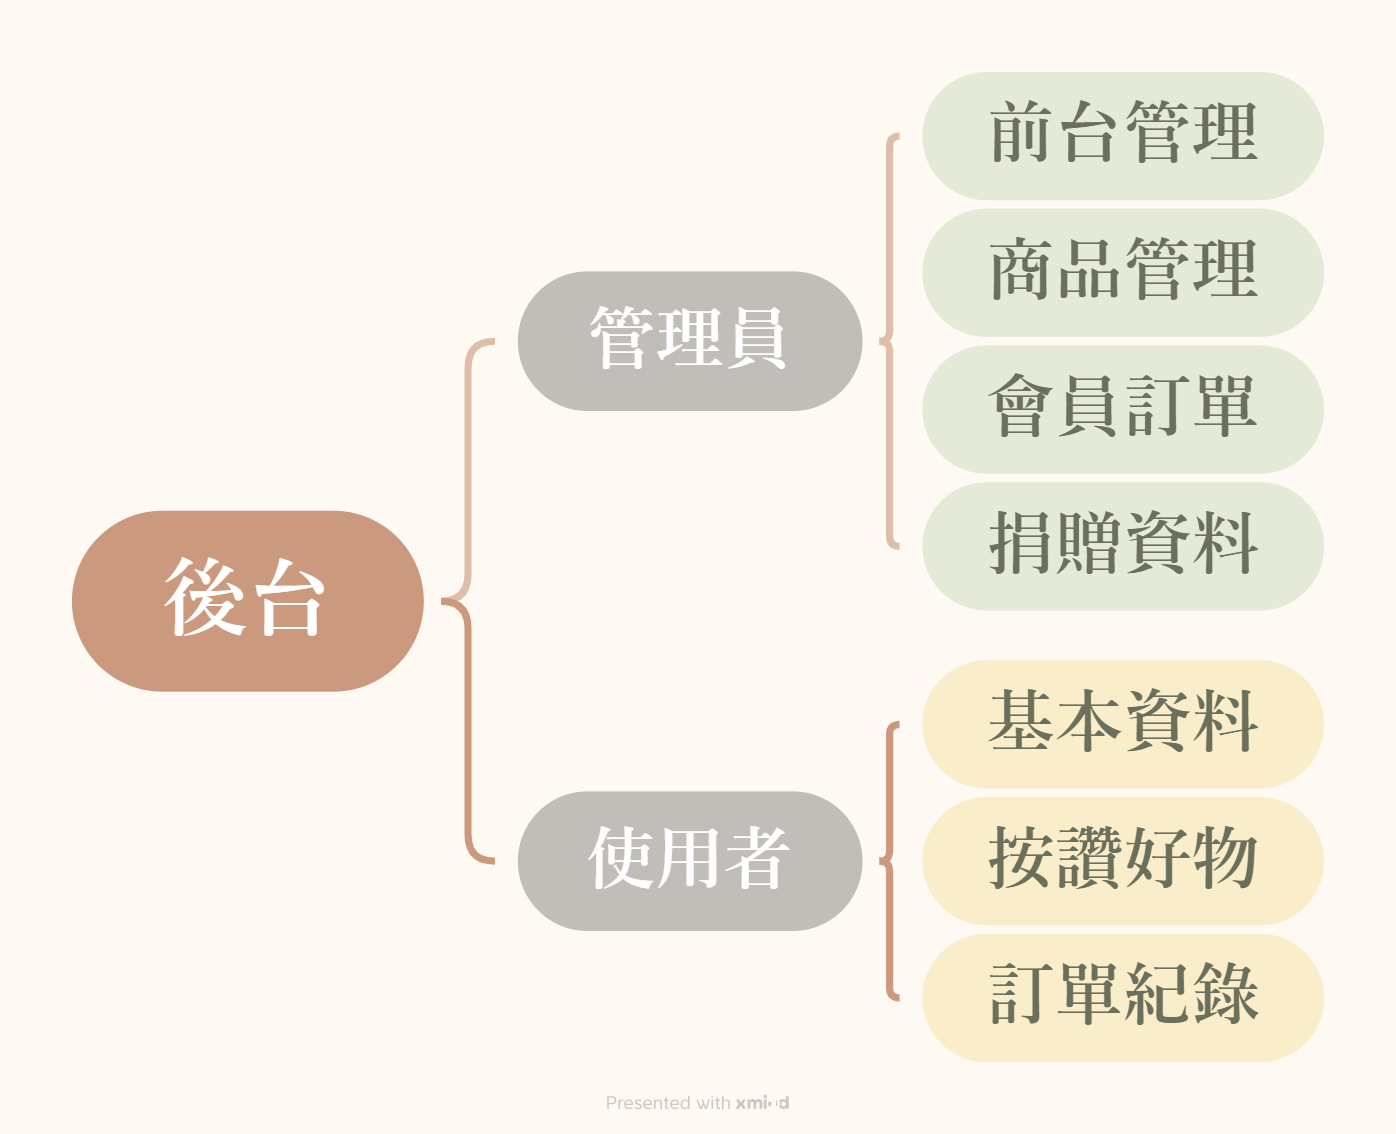 後台
管理員
前台管理
商品管理
會員訂單
捐贈資料
使用者
基本資料
按讚好物
訂單紀錄
Presented with xmind